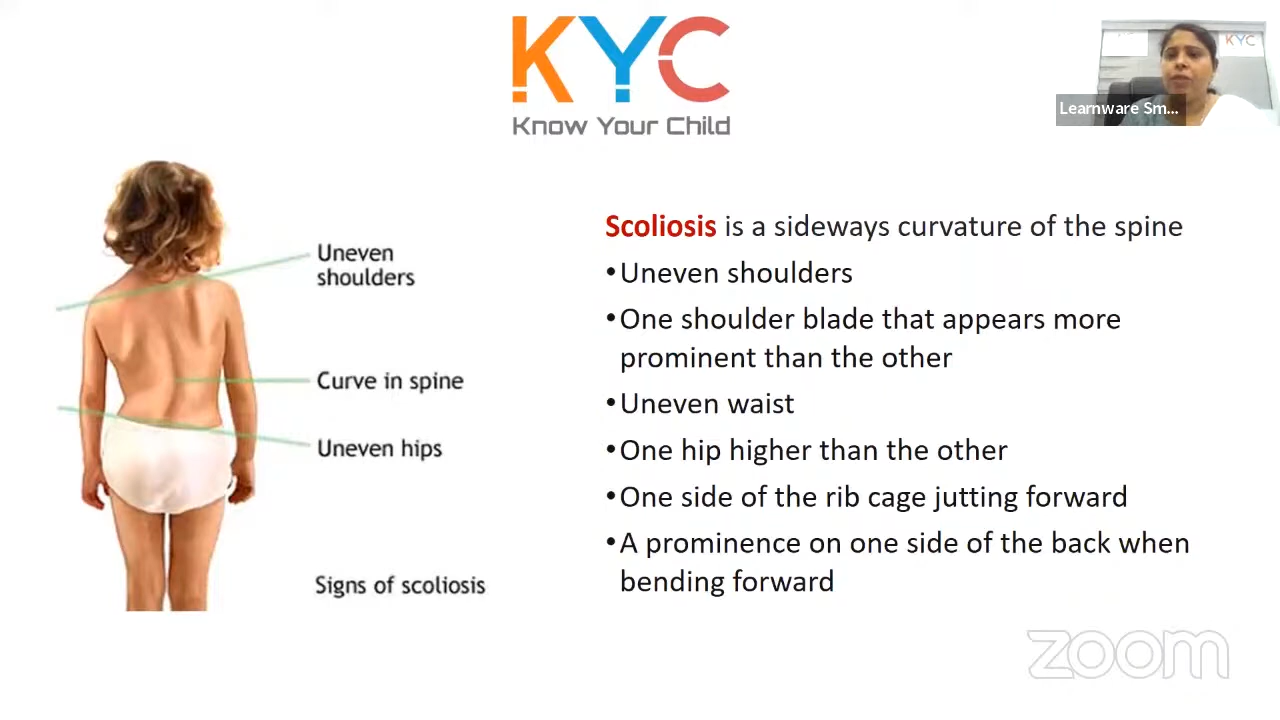 KYC
Know Your Child
KYC
Learnware Sm...
Uneven
shoulders
Curve in spine
Uneven hips
Signs of scoliosis
Scoliosis is a sideways curvature of the spine
•Uneven shoulders
•One shoulder blade that appears more
prominent than the other
•Uneven waist
•One hip higher than the other
•One side of the rib cage jutting forward
•A prominence on one side of the back when
bending forward
zoom